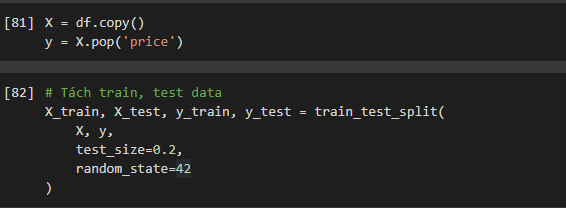 [81] X = df.copy()
y = X.pop('price')
[82] # Tách train, test data
X_train, X_test, y_train, y_test = train_test_split(
X, y,
test_size=0.2,
random_state=42
)